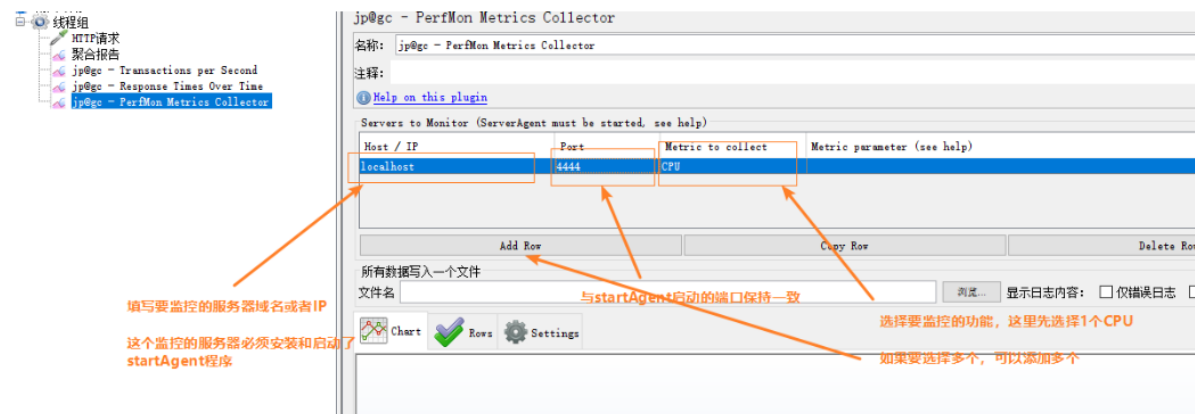 线程组
HTTP请求
聚合报告
jp@gc - Transactions per Second
jp@gc - Response Times Over Time
jp@gc - PerfMon Metrics Collector
jp@gc - PerfMon Metrics Collector
名称： jp@gc - PerfMon Metrics Collector
注释：
Help on this plugin
Servers to Monitor (ServerAgent must be started, see help)
Host / IP Port Metric to collect Metric parameter (see help)
localhost 4444 CPU
Add Row Copy Row Delete Row
所有数据写入一个文件
文件名 浏览... 显示日志内容： 仅错误日志
与startAgent启动的端口保持一致
填写要监控的服务器域名或者IP
这个监控的服务器必须安装和启动了
startAgent程序
选择要监控的功能，这里先选择1个CPU
如果要选择多个，可以添加多个
Chart Rows Settings